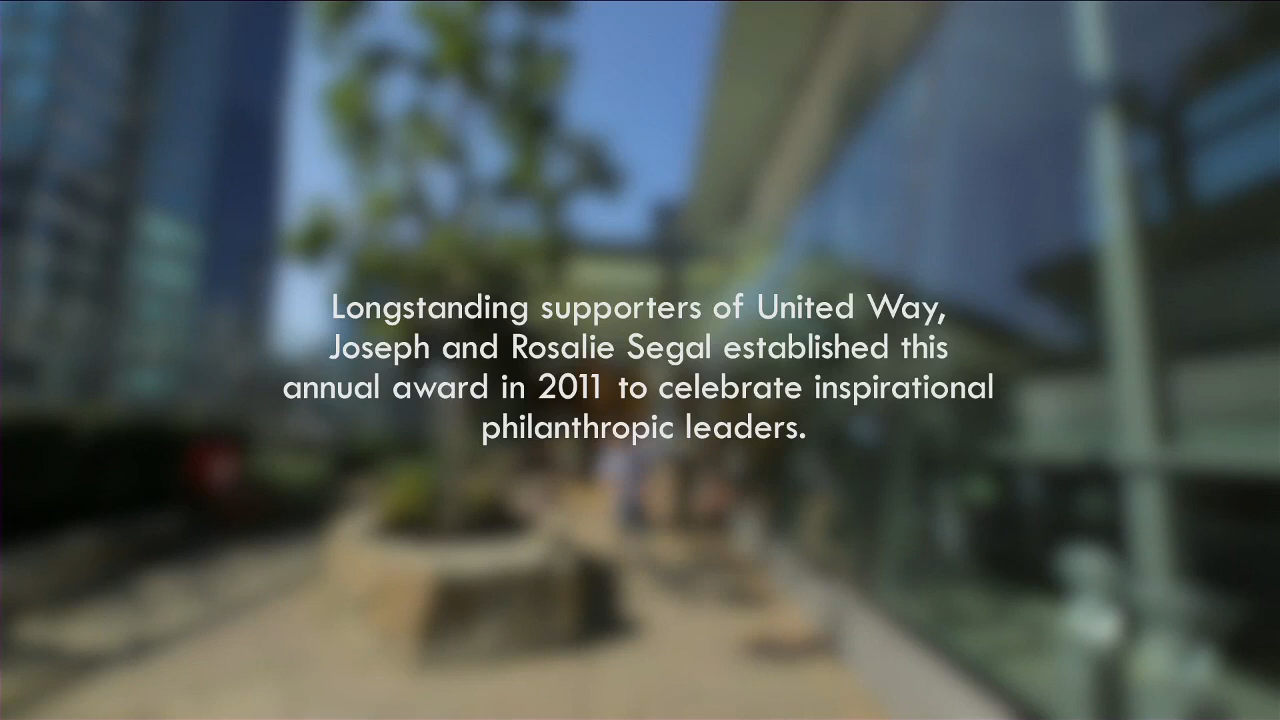 Longstanding supporters of United Way,
Joseph and Rosalie Segal established this
annual award in 2011 to celebrate inspirational
philanthropic leaders.